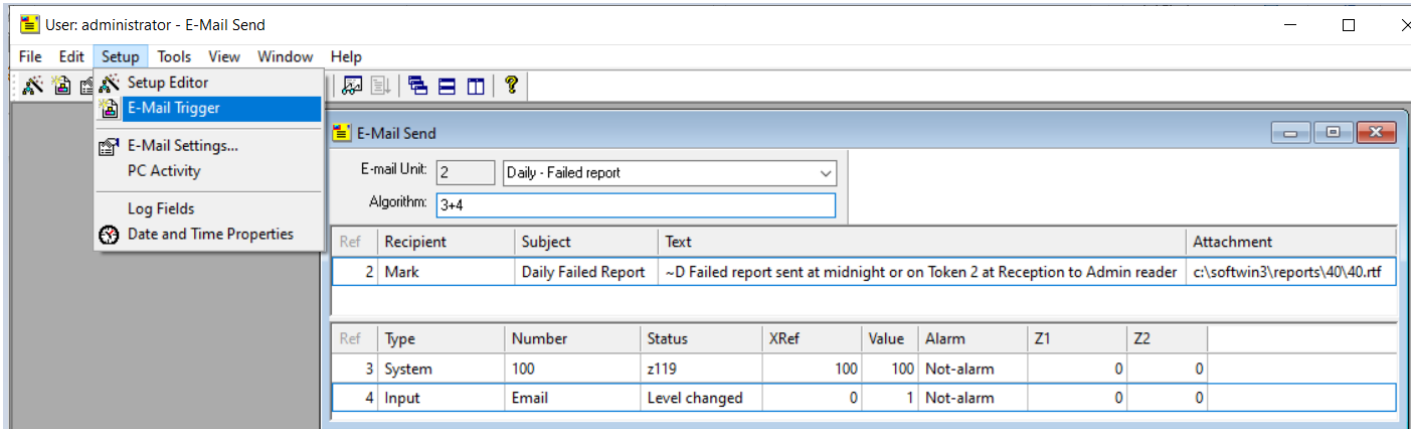 User: administrator - E-Mail Send
File Edit Setup Tools View Window Help
Setup Editor
E-Mail Trigger
E-Mail Settings...
PC Activity
Log Fields
Date and Time Properties
E-Mail Send
E-mail Unit: 2 Daily - Failed report
Algorithm: 3+4
Ref Recipient Subject Text Attachment
2 Mark Daily Failed Report ~D Failed report sent at midnight or on Token 2 at Reception to Admin reader c:\softwin3\reports\40\40.rtf
Ref Type Number Status XRef Value Alarm Z1 Z2
3 System 100 z119 100 100 Not-alarm 0 0
4 Input Email Level changed 0 1 Not-alarm 0 0